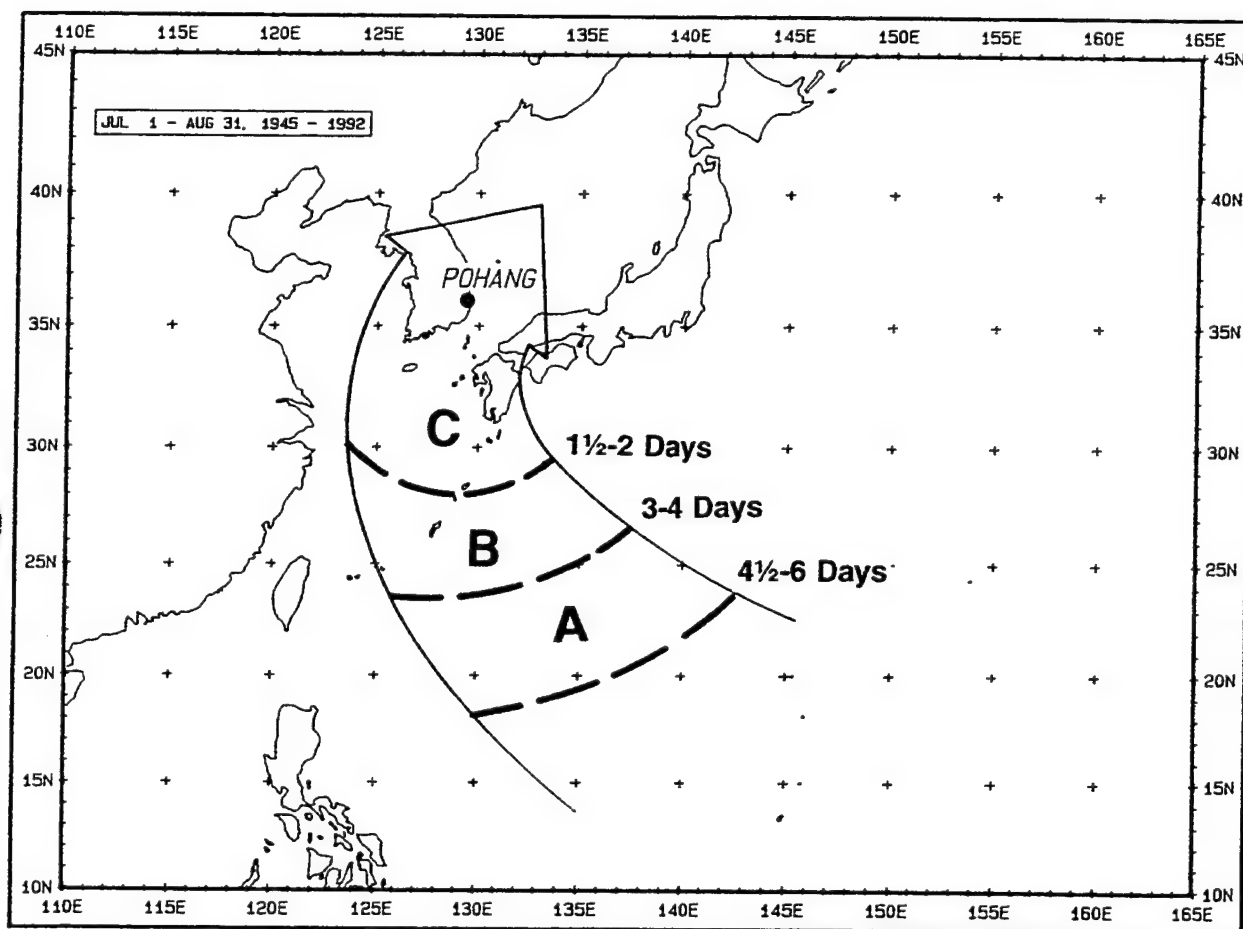 110E 115E 120E 125E 130E 135E 140E 145E 150E 155E 160E 165E
45N 45N
JUL 1 - AUG 31, 1945 - 1992
40N 40N
POHANG
35N 35N
C
30N 1½-2 Days 30N
3-4 Days
B
25N 4½-6 Days 25N
A
20N 20N
15N 15N
10N 10N
110E 115E 120E 125E 130E 135E 140E 145E 150E 155E 160E 165E